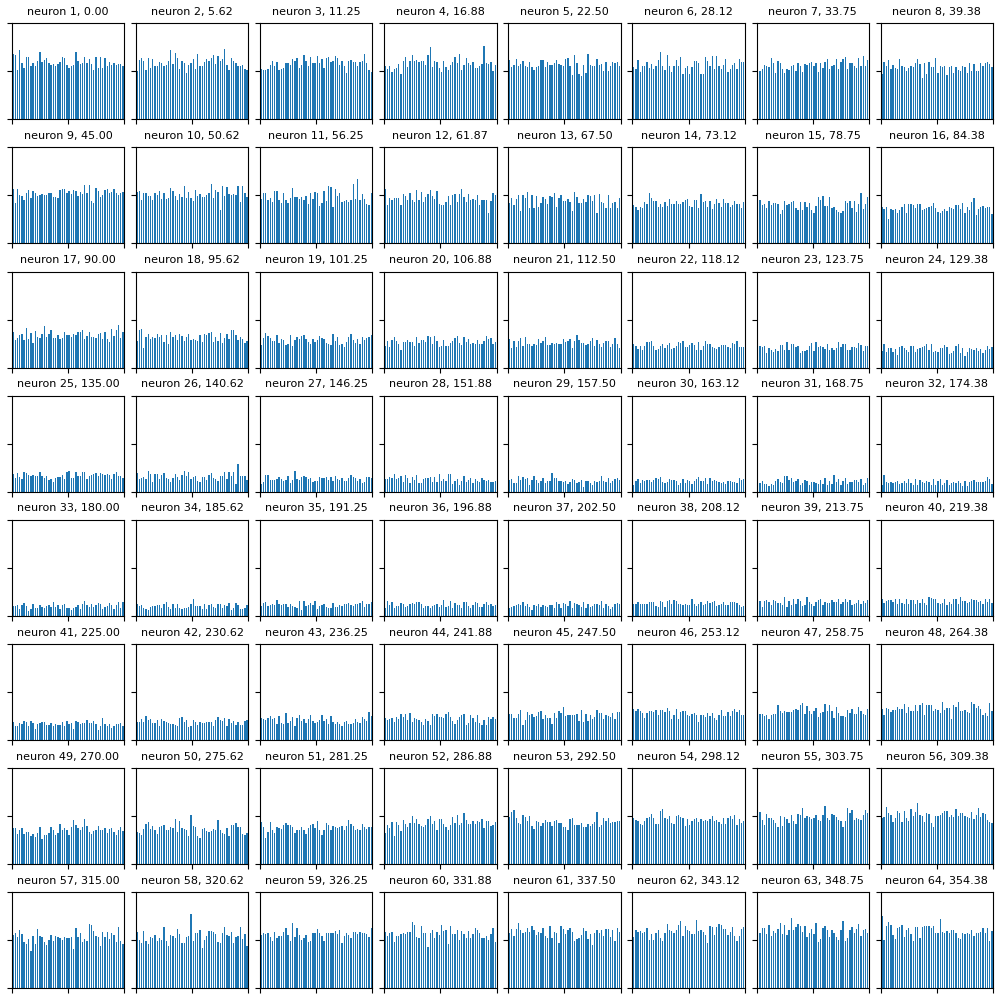 neuron 1, 0.00 neuron 2, 5.62 neuron 3, 11.25 neuron 4, 16.88 neuron 5, 22.50 neuron 6, 28.12 neuron 7, 33.75 neuron 8, 39.38
neuron 9, 45.00 neuron 10, 50.62 neuron 11, 56.25 neuron 12, 61.87 neuron 13, 67.50 neuron 14, 73.12 neuron 15, 78.75 neuron 16, 84.38
neuron 17, 90.00 neuron 18, 95.62 neuron 19, 101.25 neuron 20, 106.88 neuron 21, 112.50 neuron 22, 118.12 neuron 23, 123.75 neuron 24, 129.38
neuron 25, 135.00 neuron 26, 140.62 neuron 27, 146.25 neuron 28, 151.88 neuron 29, 157.50 neuron 30, 163.12 neuron 31, 168.75 neuron 32, 174.38
neuron 33, 180.00 neuron 34, 185.62 neuron 35, 191.25 neuron 36, 196.88 neuron 37, 202.50 neuron 38, 208.12 neuron 39, 213.75 neuron 40, 219.38
neuron 41, 225.00 neuron 42, 230.62 neuron 43, 236.25 neuron 44, 241.88 neuron 45, 247.50 neuron 46, 253.12 neuron 47, 258.75 neuron 48, 264.38
neuron 49, 270.00 neuron 50, 275.62 neuron 51, 281.25 neuron 52, 286.88 neuron 53, 292.50 neuron 54, 298.12 neuron 55, 303.75 neuron 56, 309.38
neuron 57, 315.00 neuron 58, 320.62 neuron 59, 326.25 neuron 60, 331.88 neuron 61, 337.50 neuron 62, 343.12 neuron 63, 348.75 neuron 64, 354.38